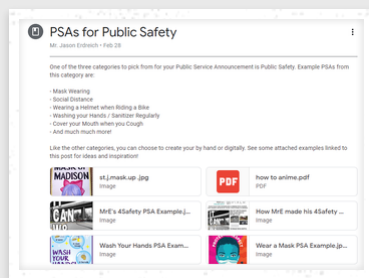 PSAs for Public Safety
Mr. Jason Erdreich • Feb 28
One of the three categories to pick from for your Public Service Announcement is Public Safety. Example PSAs from
this category are:
- Mask Wearing
- Social Distance
- Wearing a Helmet when Riding a Bike
- Washing your Hands / Sanitizer Regularly
- Cover your Mouth when you Cough
- And much much more!
Like the other categories, you can choose to create your by hand or digitally. See some attached examples linked to
this post for ideas and inspiration!
MADISON
st.j.mask.up .jpg
Image
PDF
how to anime.pdf
PDF
CAN
MrE's 4Safety PSA Example.j...
Image
How MrE made his 4Safety ...
Image
WASH
YOUR
Wash Your Hands PSA Exam...
Image
Wear a Mask PSA Example.jp...
Image